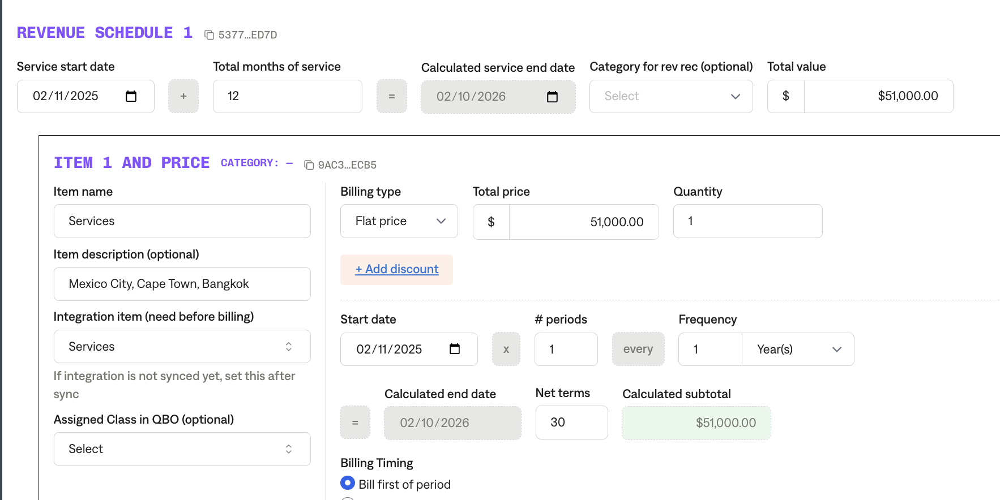 REVENUE SCHEDULE 1 5377...ED7D
Service start date
02/11/2025
+
Total months of service
12
=
Calculated service end date
02/10/2026
Category for rev rec (optional)
Select
Total value
$ $51,000.00
ITEM 1 AND PRICE CATEGORY: — 9AC3...ECB5
Item name
Services
Item description (optional)
Mexico City, Cape Town, Bangkok
Integration item (need before billing)
Services
If integration is not synced yet, set this after
sync
Assigned Class in QBO (optional)
Select
Billing type
Flat price
Total price
$ 51,000.00
Quantity
1
+ Add discount
Start date
02/11/2025
x
# periods
1
every
Frequency
1 Year(s)
=
Calculated end date
02/10/2026
Net terms
30
Calculated subtotal
$51,000.00
Billing Timing
Bill first of period